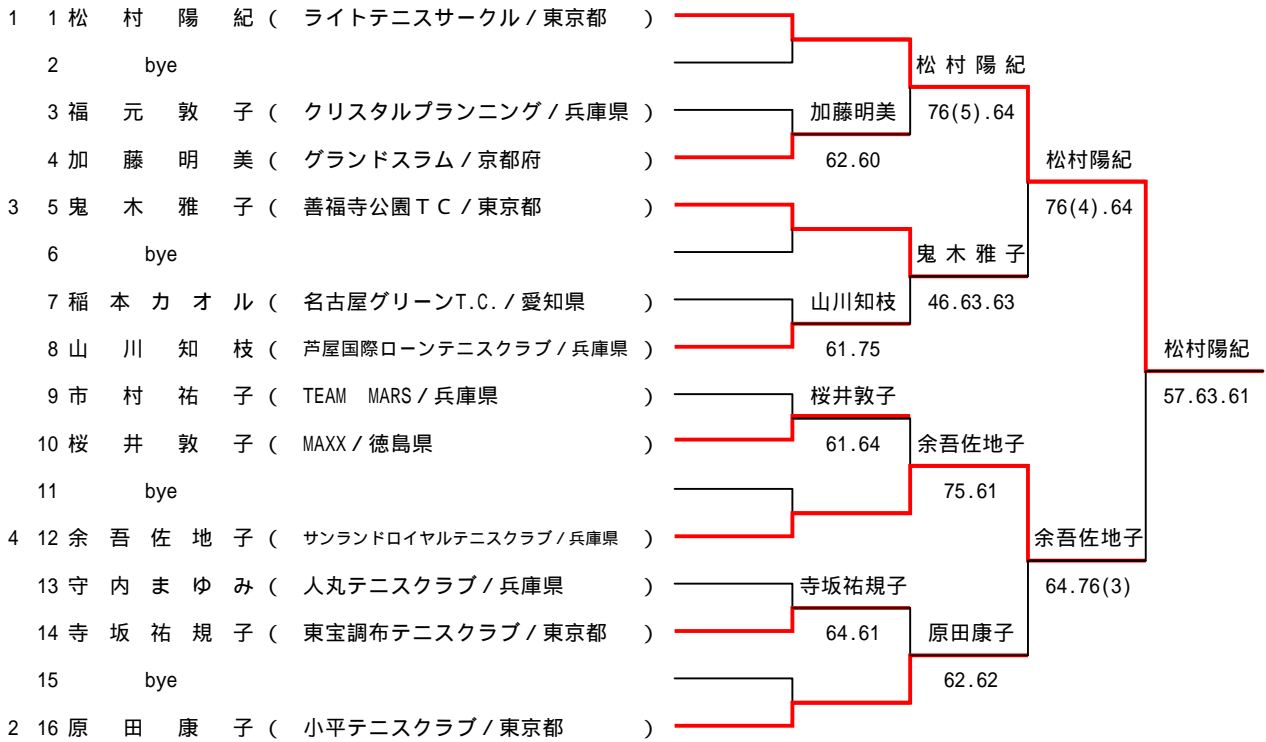 1 1 松村陽紀 ( ライトテニスサークル / 東京都 )
2 bye 松村陽紀
3 福元敦子 ( クリスタルプランニング / 兵庫県 ) 加藤明美 76(5).64
4 加藤明美 ( グランドスラム / 京都府 ) 62.60 松村陽紀
3 5 鬼木雅子 ( 善福寺公園TC / 東京都 ) 76(4).64
6 bye 鬼木雅子
7 稲本カオル ( 名古屋グリーンT.C. / 愛知県 ) 山川知枝 46.63.63
8 山川知枝 ( 芦屋国際ローンテニスクラブ / 兵庫県 ) 61.75 松村陽紀
9 市村祐子 ( TEAM MARS / 兵庫県 ) 桜井敦子 57.63.61
10 桜井敦子 ( MAXX / 徳島県 ) 61.64 余吾佐地子
11 bye 75.61
4 12 余吾佐地子 ( サンランドロイヤルテニスクラブ / 兵庫県 ) 余吾佐地子
13 守内まゆみ ( 人丸テニスクラブ / 兵庫県 ) 寺坂祐規子 64.76(3)
14 寺坂祐規子 ( 東宝調布テニスクラブ / 東京都 ) 64.61 原田康子
15 bye 62.62
2 16 原田康子 ( 小平テニスクラブ / 東京都 )